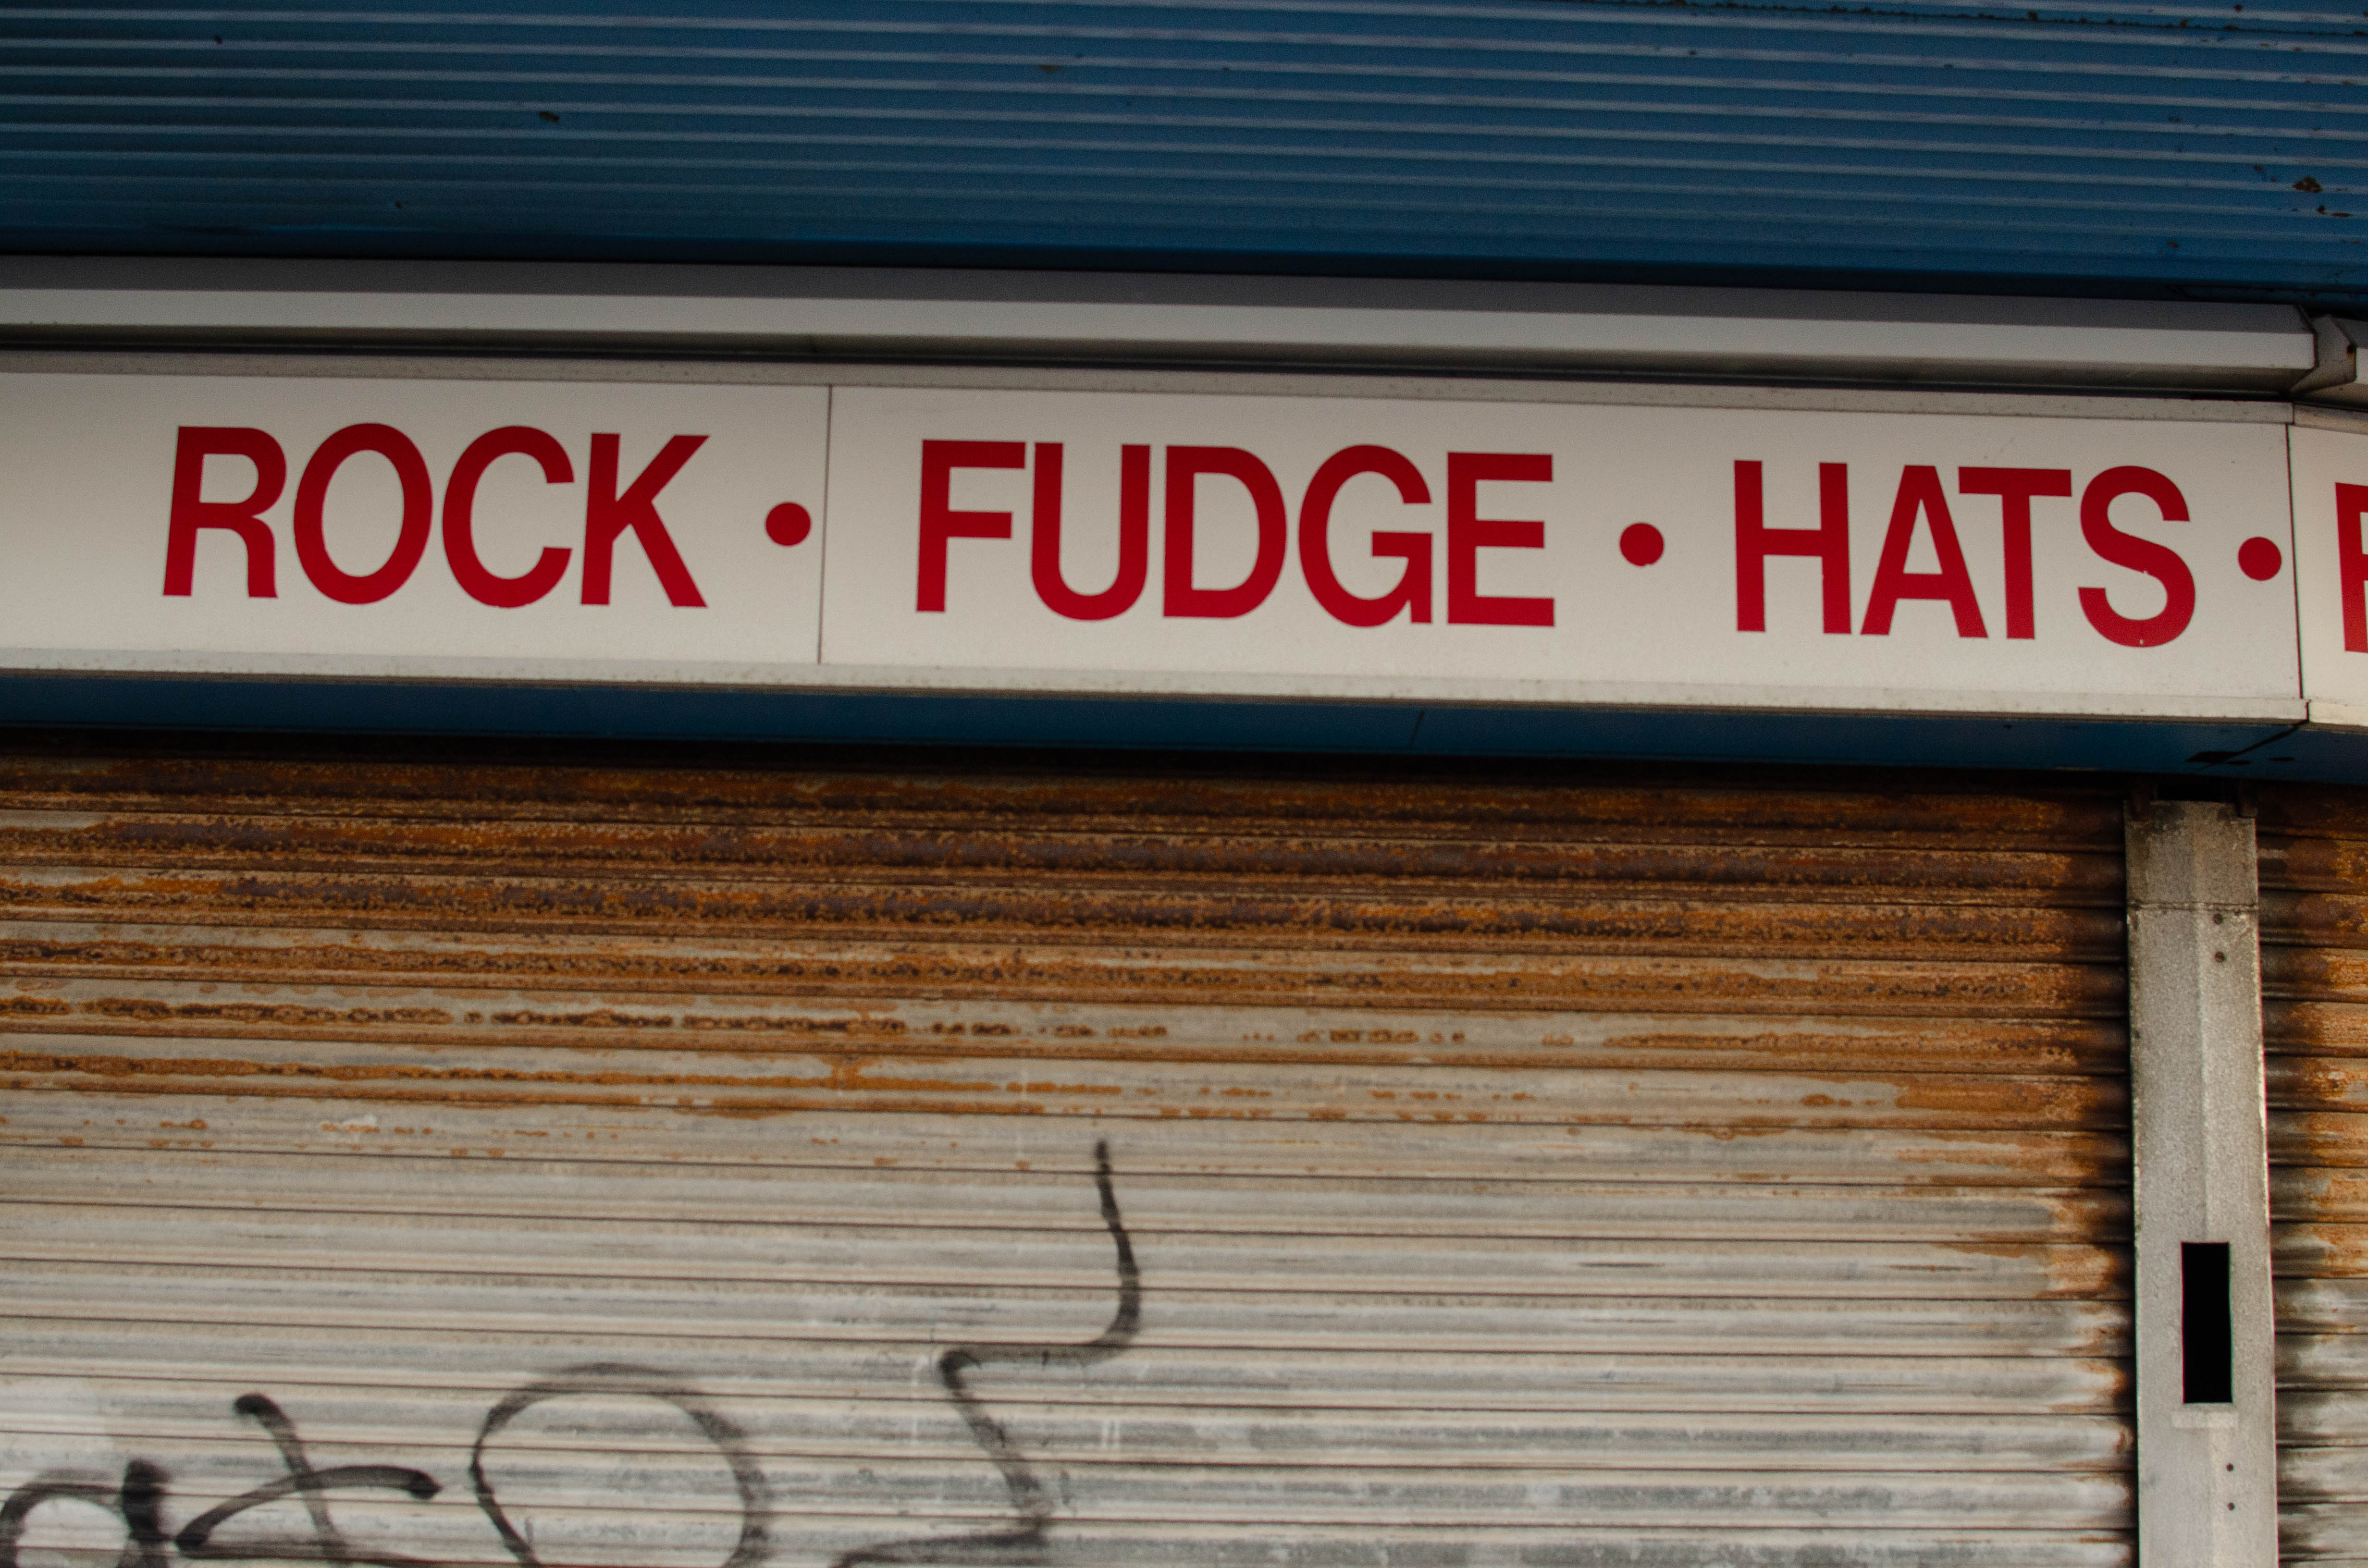 ROCK • FUDGE • HATS •